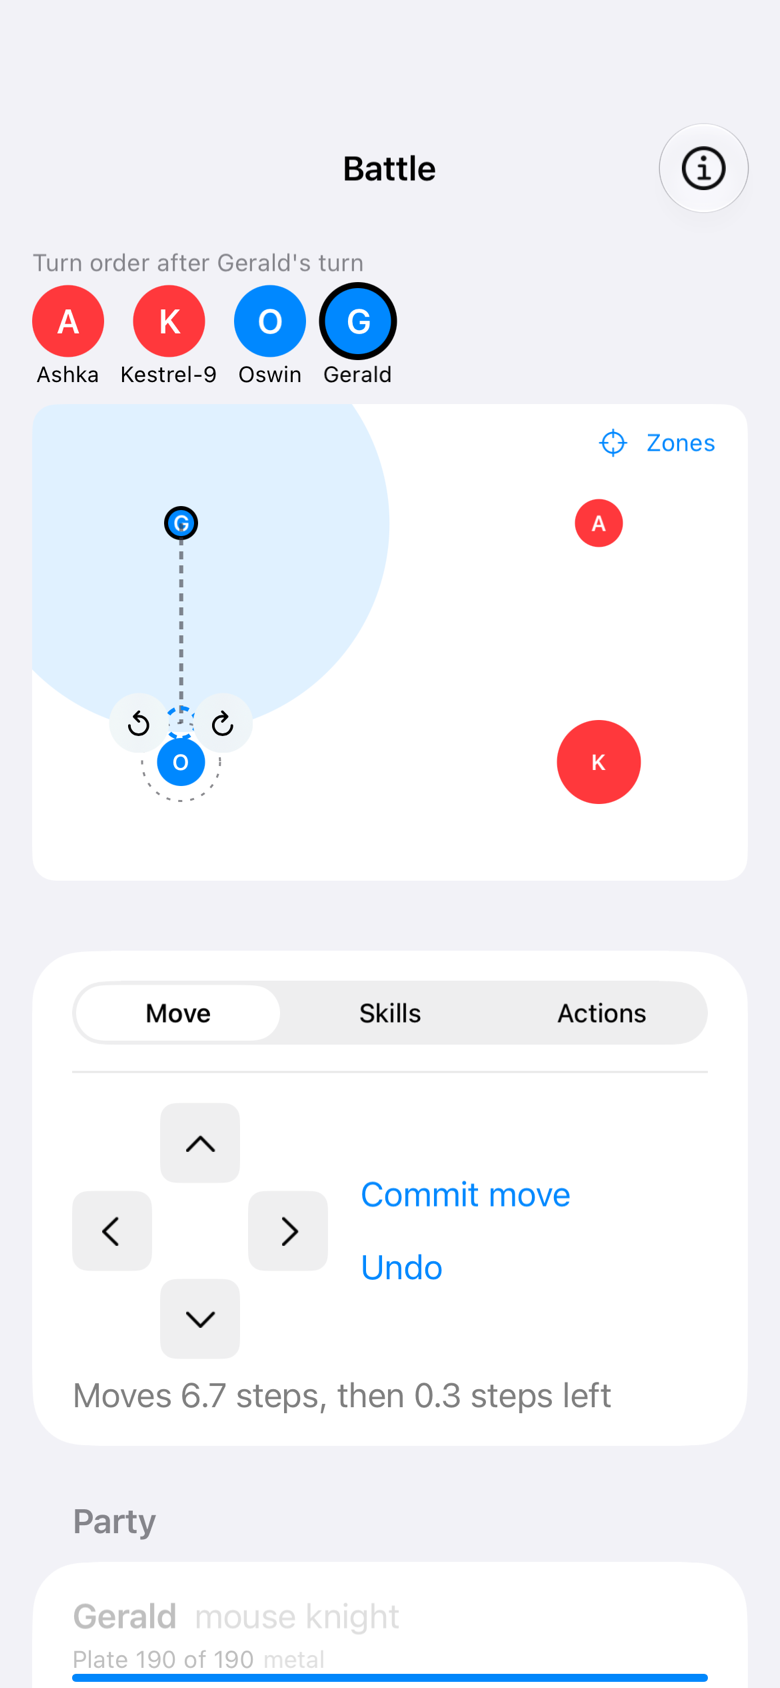 Battle
Turn order after Gerald's turn
A K O G
Ashka Kestrel-9 Oswin Gerald
Zones
G
A
O
K
Move Skills Actions
Commit move
Undo
Moves 6.7 steps, then 0.3 steps left
Party
Gerald mouse knight
Plate 190 of 190 metal